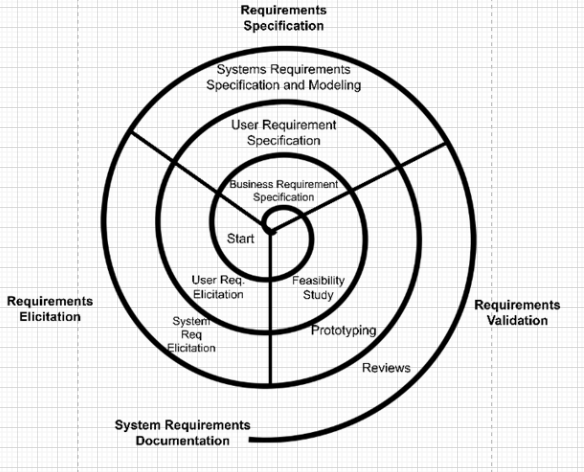 Requirements
Specification
Systems Requirements
Specification and Modeling
User Requirement
Specification
Business Requirement
Specification
Start
User Req.
Elicitation
Feasibility
Study
Requirements
Elicitation
Requirements
Validation
System
Req
Elicitation
Prototyping
Reviews
System Requirements
Documentation